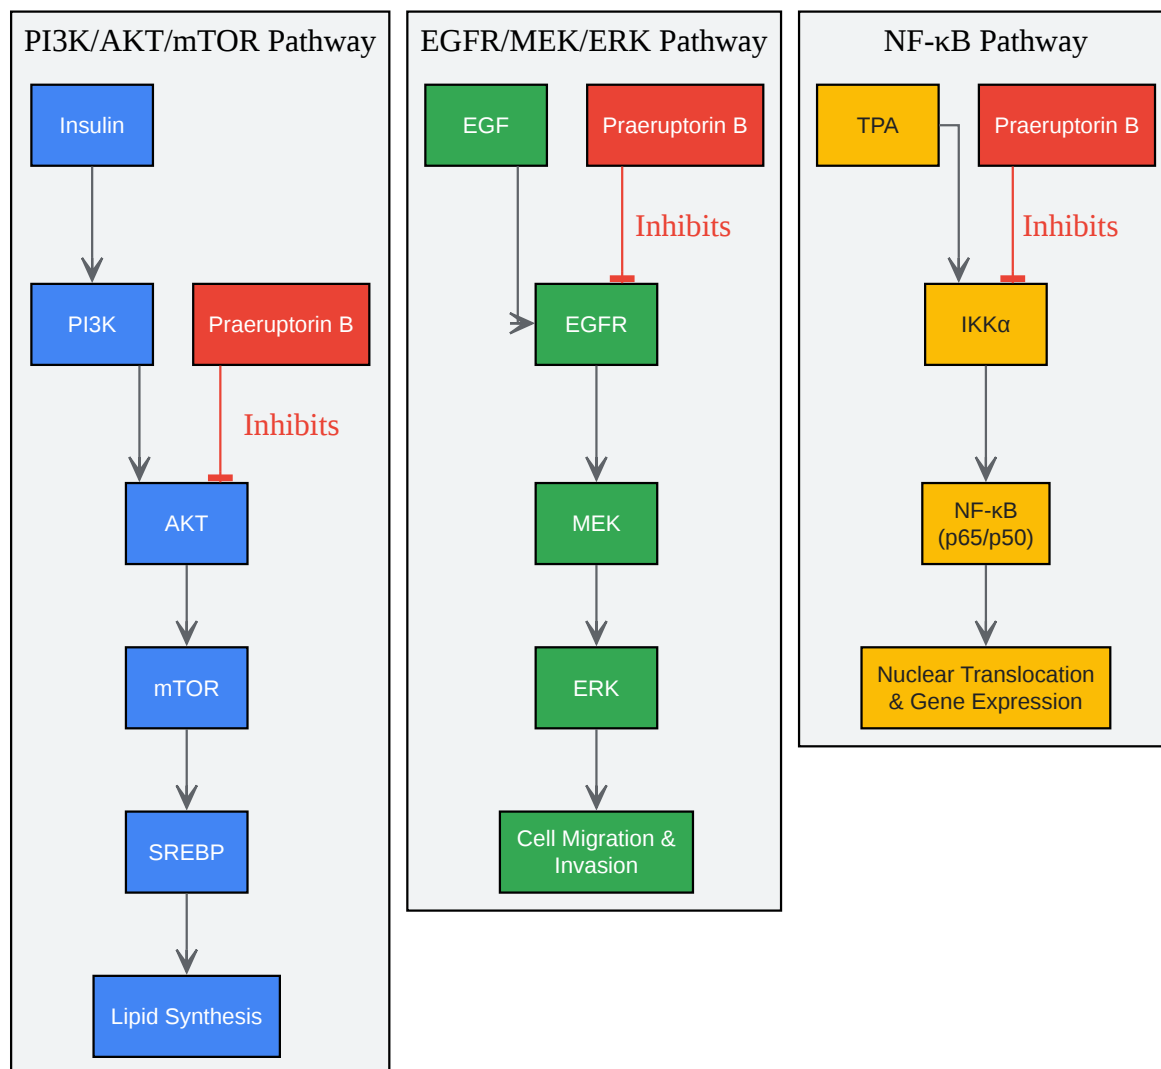 PI3K/AKT/mTOR Pathway
Insulin
PI3K
Praeruptorin B
Inhibits
AKT
mTOR
SREBP
Lipid Synthesis
EGFR/MEK/ERK Pathway
EGF
Praeruptorin B
Inhibits
EGFR
MEK
ERK
Cell Migration &
Invasion
NF-κB Pathway
TPA
Praeruptorin B
Inhibits
IKKα
NF-κB
(p65/p50)
Nuclear Translocation
& Gene Expression